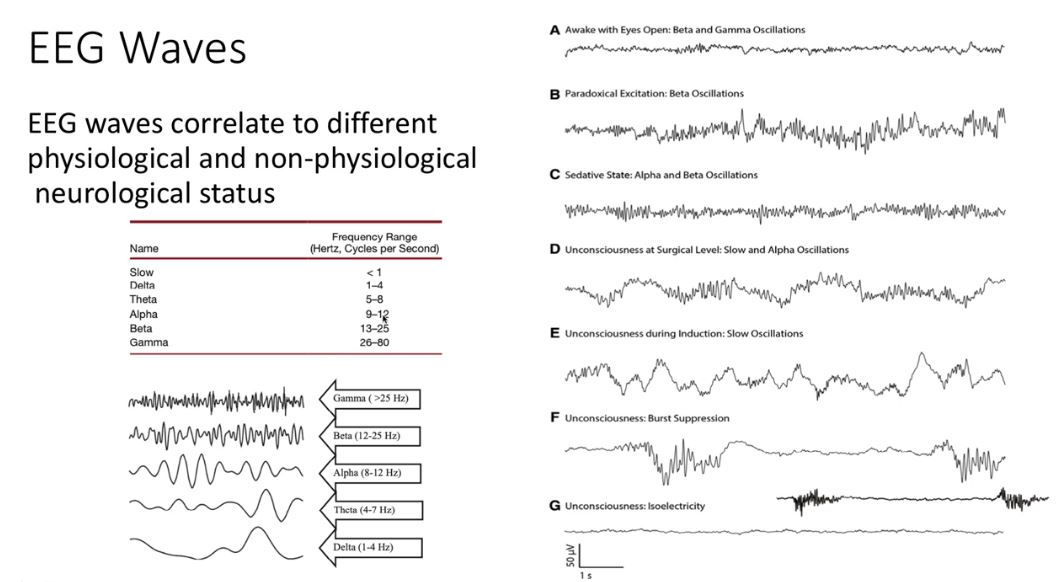 EEG Waves
EEG waves correlate to different
physiological and non-physiological
neurological status
Frequency Range
Name (Hertz, Cycles per Second)
Slow < 1
Delta 1–4
Theta 5–8
Alpha 9–12
Beta 13–25
Gamma 26–80
Gamma ( >25 Hz)
Beta (12-25 Hz)
Alpha (8-12 Hz)
Theta (4-7 Hz)
Delta (1-4 Hz)
A Awake with Eyes Open: Beta and Gamma Oscillations
B Paradoxical Excitation: Beta Oscillations
C Sedative State: Alpha and Beta Oscillations
D Unconsciousness at Surgical Level: Slow and Alpha Oscillations
E Unconsciousness during Induction: Slow Oscillations
F Unconsciousness: Burst Suppression
G Unconsciousness: Isoelectricity
50 µV
1 s